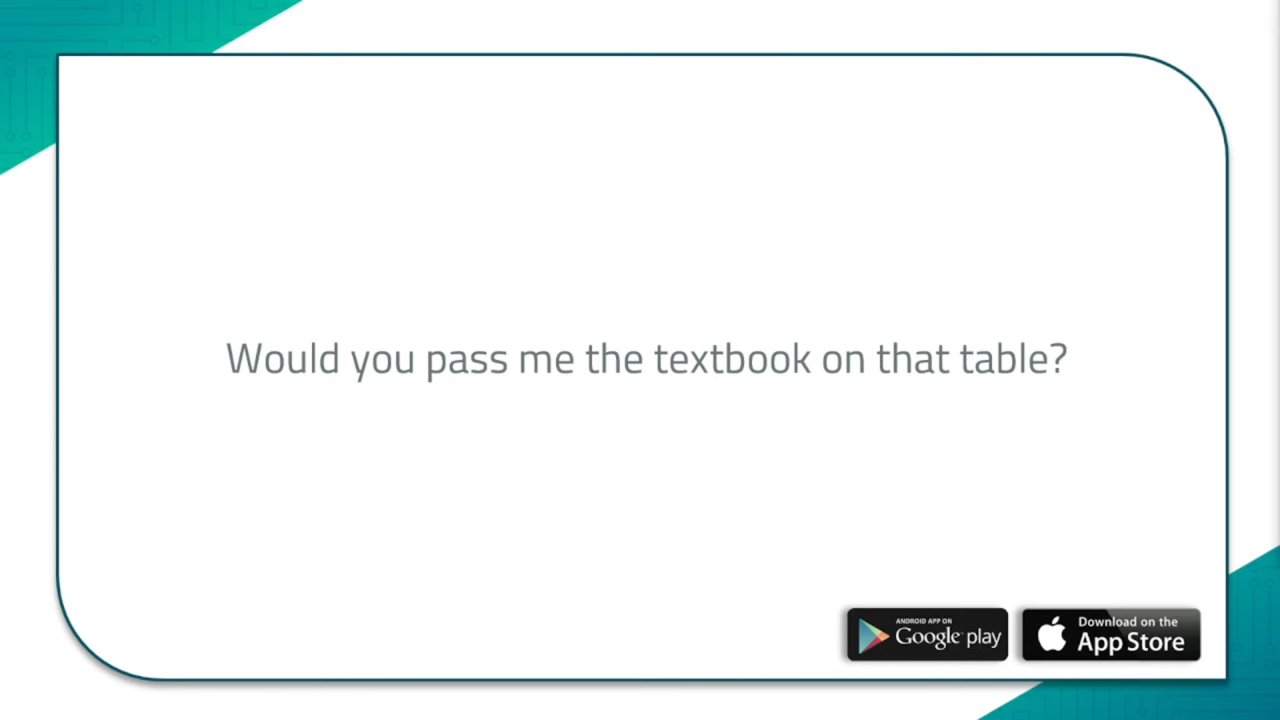 Would you pass me the textbook on that table?
ANDROID APP ON
Google play
Download on the
App Store